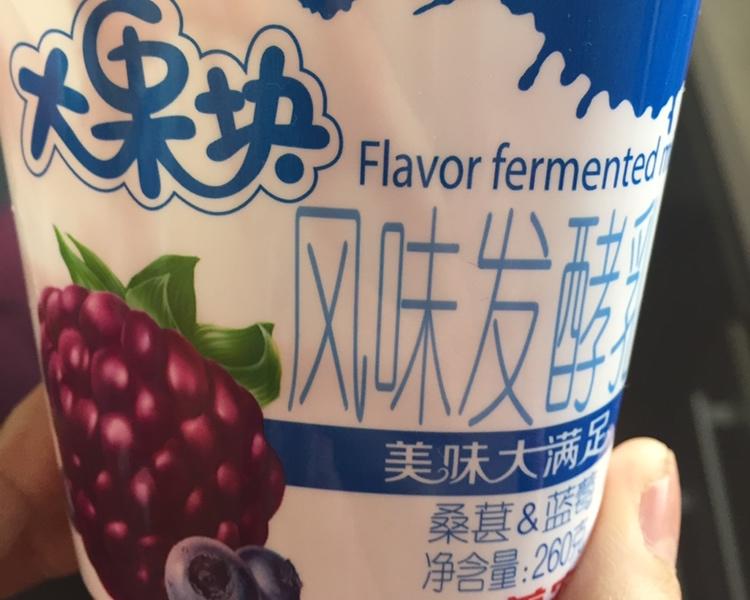 大果块
Flavor fermented
风味发酵乳
美味大满足
桑葚&蓝莓
净含量:260克